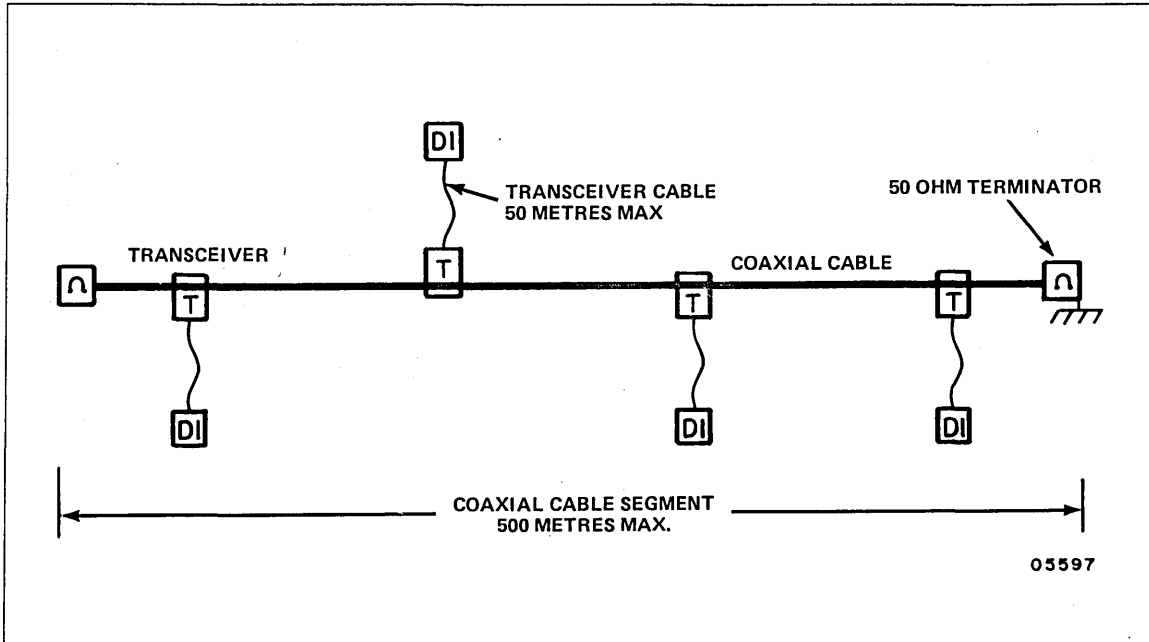 DI
TRANSCEIVER CABLE
50 METRES MAX
50 OHM TERMINATOR
TRANSCEIVER
COAXIAL CABLE
Ω
T
T
T
T
Ω
DI
DI
DI
COAXIAL CABLE SEGMENT
500 METRES MAX.
05597